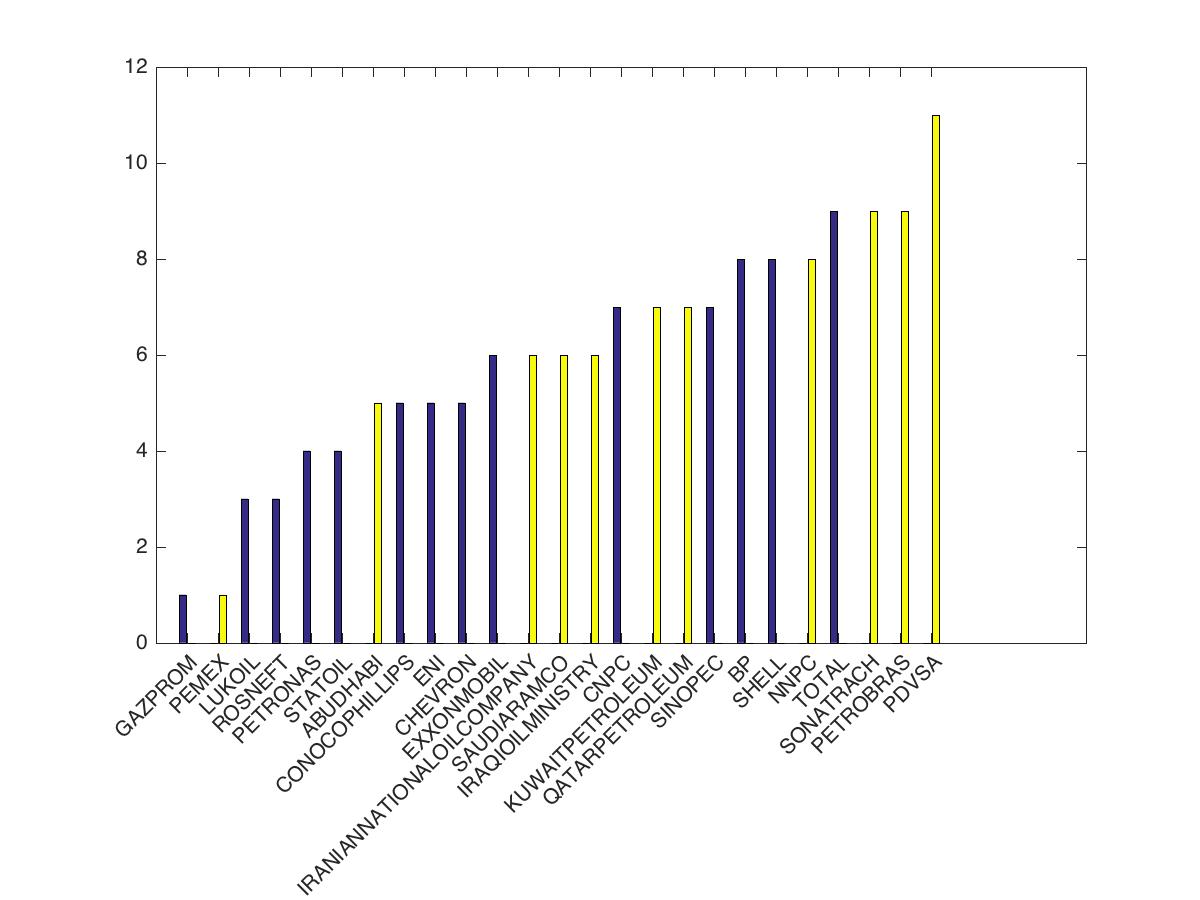 12
10
8
6
4
2
0
GAZPROM
PEMEX
LUKOIL
ROSNEFT
PETRONAS
STATOIL
ABUDHABI
CONOCOPHILLIPS
ENI
CHEVRON
EXXONMOBIL
IRANIANNATIONALOILCOMPANY
SAUDIARAMCO
IRAQIOILMINISTRY
CNPC
KUWAITPETROLEUM
QATARPETROLEUM
SINOPEC
BP
SHELL
NNPC
TOTAL
SONATRACH
PETROBRAS
PDVSA